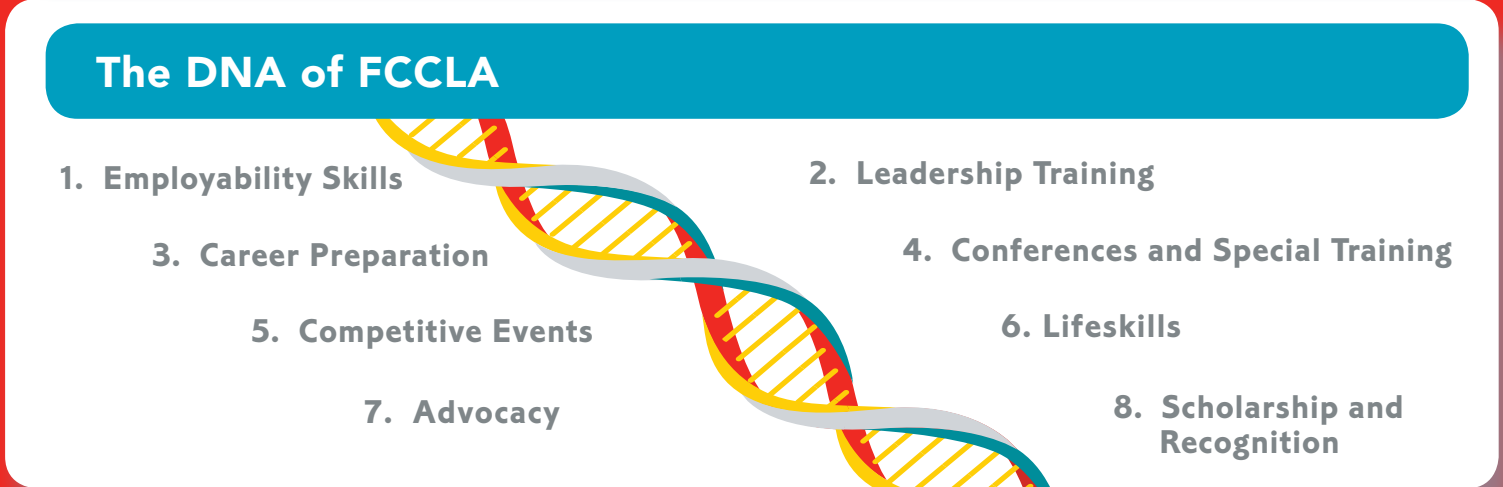 The DNA of FCCLA
1. Employability Skills
2. Leadership Training
3. Career Preparation
4. Conferences and Special Training
5. Competitive Events
6. Lifeskills
7. Advocacy
8. Scholarship and
Recognition